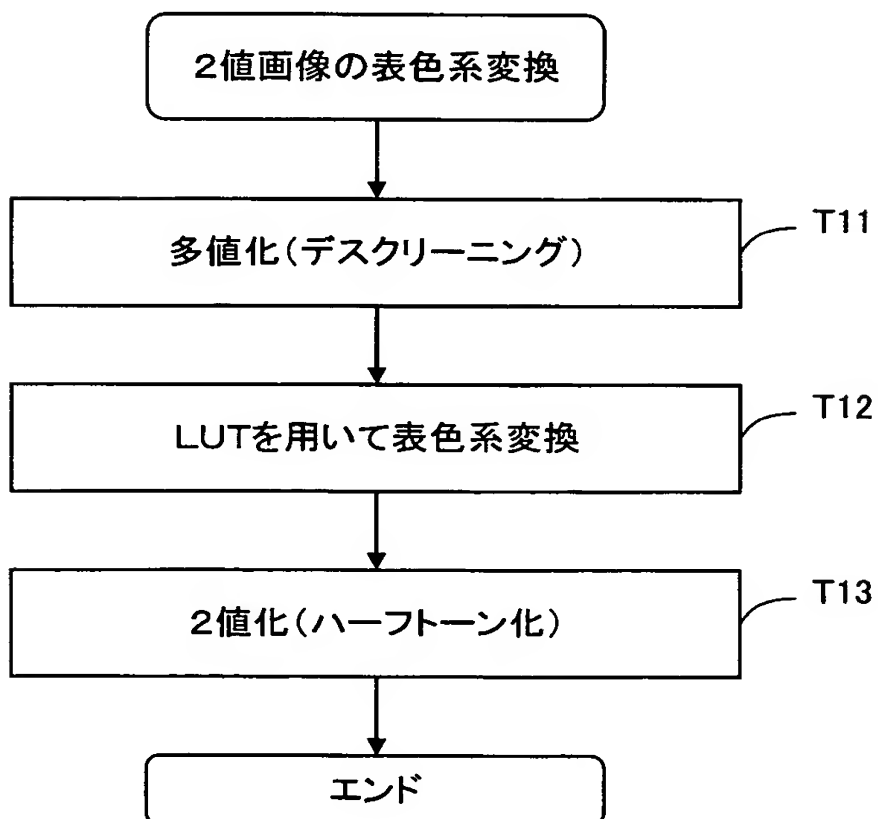 2値画像の表色系変換
多値化(デスクリーニング)
T11
LUTを用いて表色系変換
T12
2値化(ハーフトーン化)
T13
エンド